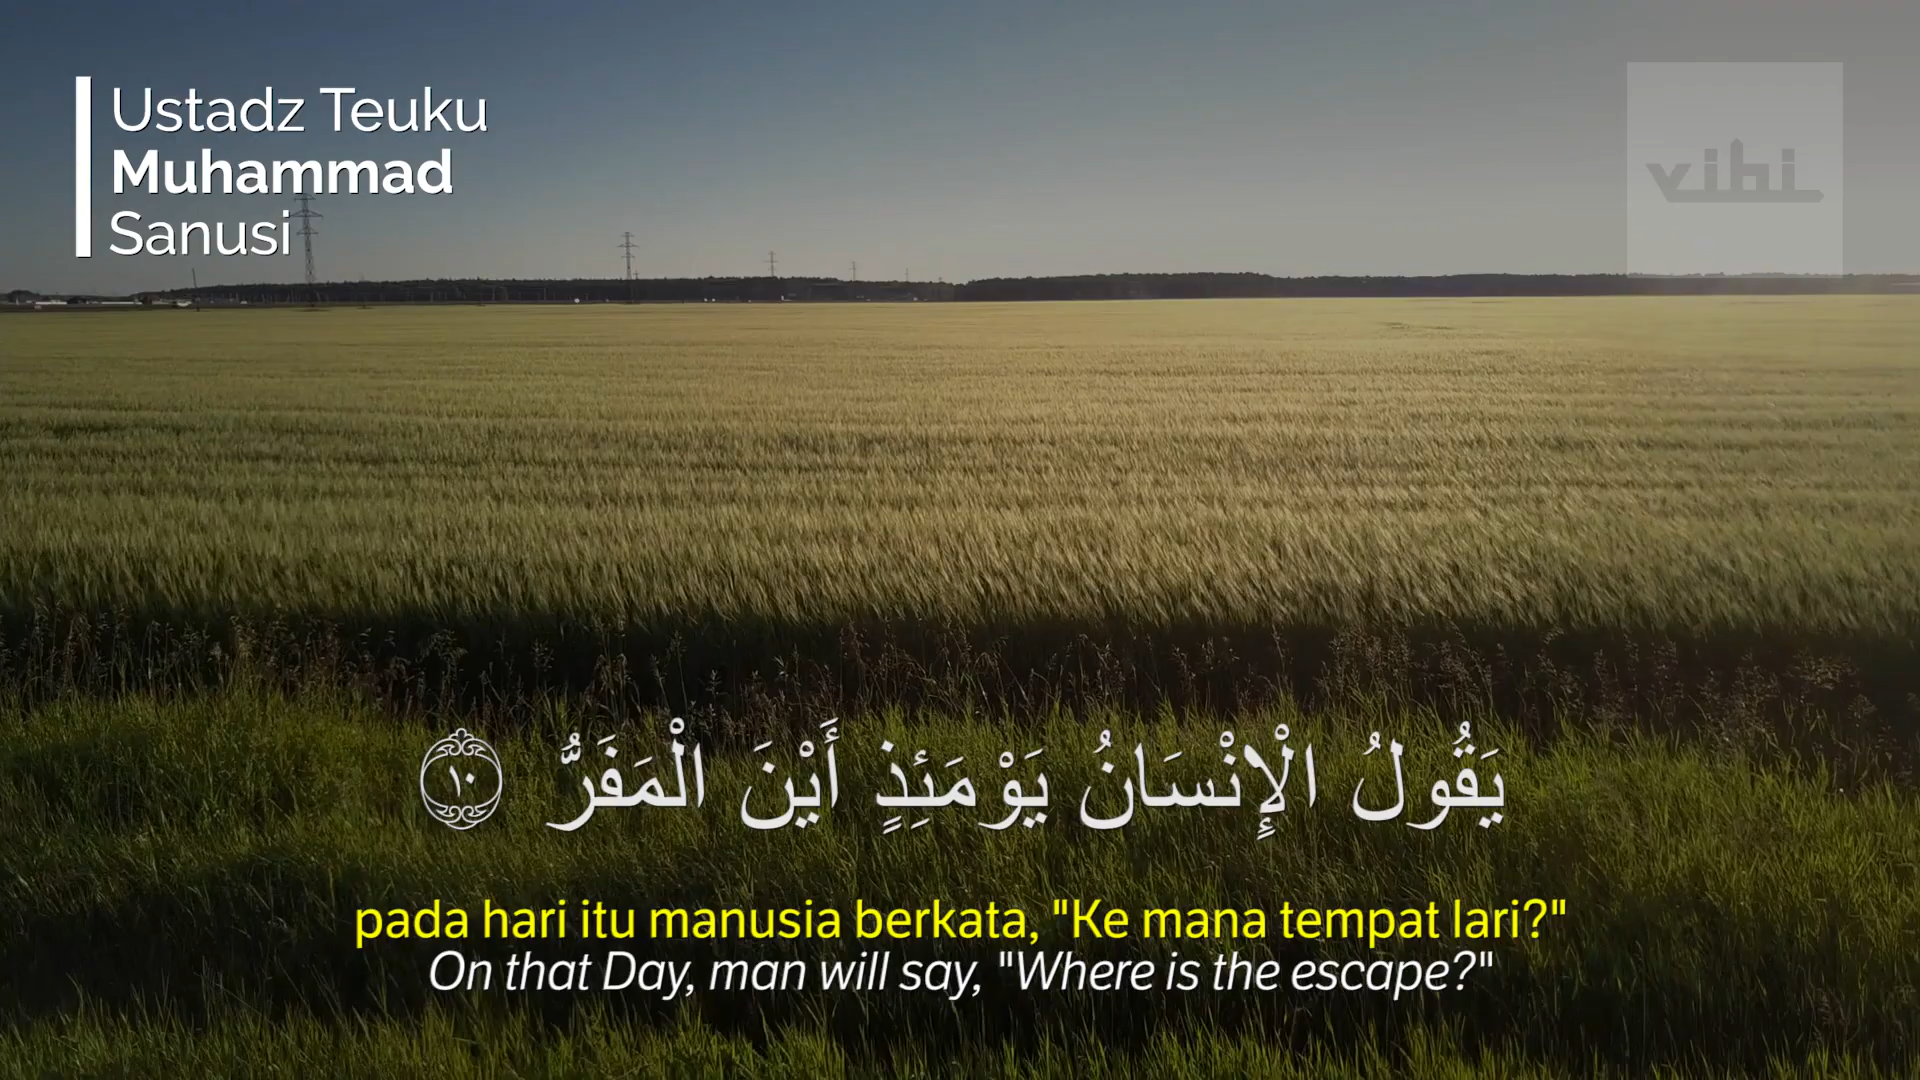 Ustadz Teuku
Muhammad
Sanusi
vihi
يَقُولُ الْإِنْسَانُ يَوْمَئِذٍ أَيْنَ الْمَفَرُّ ۝١٠
pada hari itu manusia berkata, "Ke mana tempat lari?"
On that Day, man will say, "Where is the escape?"